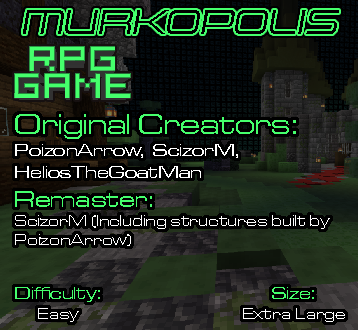 MURKOPOLIS
RPG
GAME
Original Creators:
PoizonArrow, ScizorM,
HeliosTheGoatMan
Remaster:
ScizorM (Including structures built by
PoizonArrow)
Difficulty: Size:
Easy Extra Large